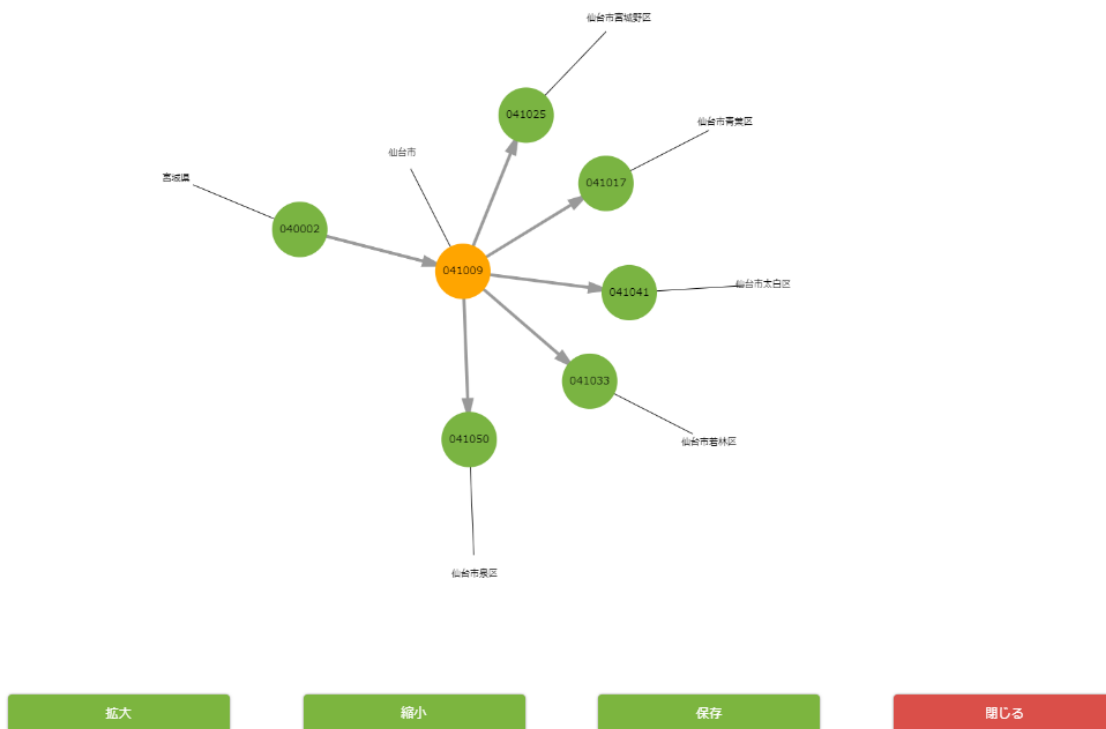 仙台市宮城野区
041025
仙台市青葉区
仙台市
041017
宮城県
040002
041009
041041
仙台市太白区
041033
041050
仙台市若林区
仙台市泉区
拡大
縮小
保存
閉じる